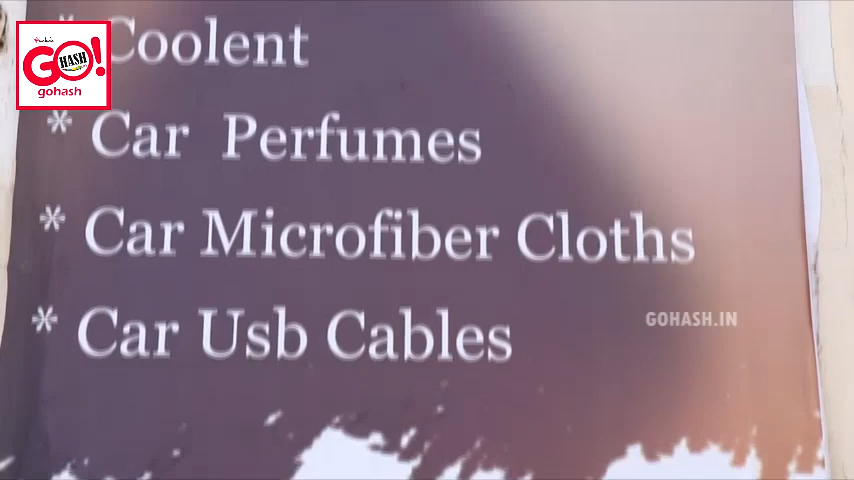 GO!
HASH
gohash
* Coolent
* Car Perfumes
* Car Microfiber Cloths
* Car Usb Cables
GOHASH.IN